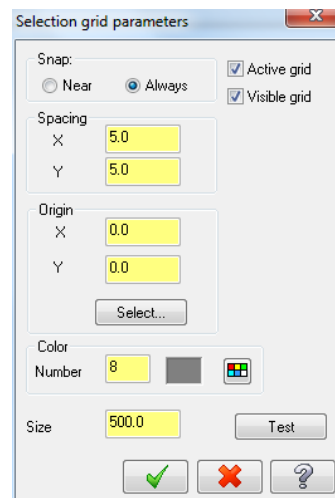 Selection grid parameters
Snap:
Near Always
Active grid
Visible grid
Spacing
X 5.0
Y 5.0
Origin
X 0.0
Y 0.0
Select...
Color
Number 8
Size 500.0
Test